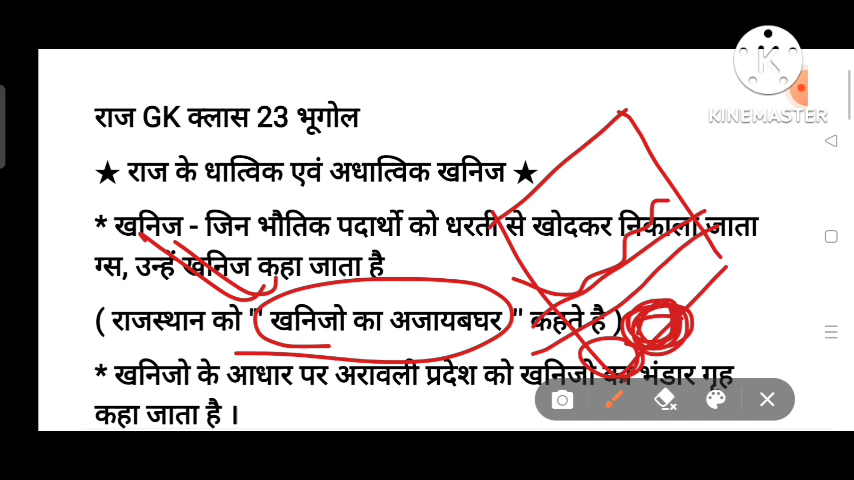 राज GK क्लास 23 भूगोल
★ राज के धात्विक एवं अधात्विक खनिज ★
* खनिज - जिन भौतिक पदार्थो को धरती से खोदकर निकाला जाता
ग्स, उन्हें खनिज कहा जाता है
( राजस्थान को " खनिजो का अजायबघर " कहते है )
* खनिजो के आधार पर अरावली प्रदेश को खनिजो का भंडार गृह
कहा जाता है ।
K
KINEMASTER